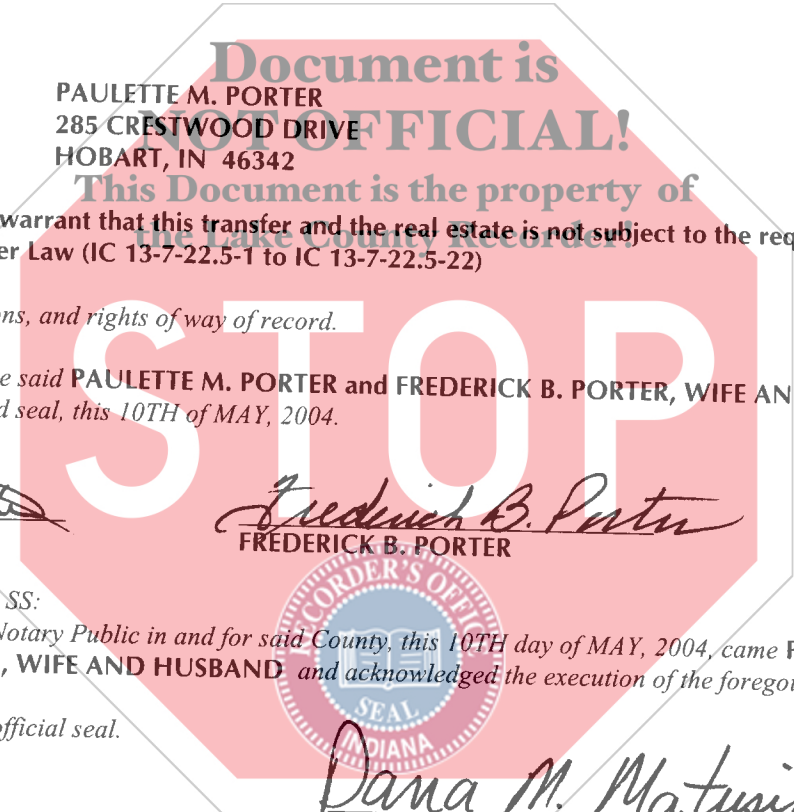 Document is
PAULETTE M. PORTER
285 CRESTWOOD DRIVE
NOT OFFICIAL!
HOBART, IN 46342
This Document is the property of
warrant that this transfer and the real estate is not subject to the req
the Lake County Recorder!
er Law (IC 13-7-22.5-1 to IC 13-7-22.5-22)
ns, and rights of way of record.
STOP
e said PAULETTE M. PORTER and FREDERICK B. PORTER, WIFE AN
d seal, this 10TH of MAY, 2004.
Frederick B. Porter
FREDERICK B. PORTER
RECORDER'S OFFIC
SS:
Notary Public in and for said County, this 10TH day of MAY, 2004, came P
, WIFE AND HUSBAND and acknowledged the execution of the foregoi
SEAL
fficial seal.
INDIANA
Dana M. Matusi